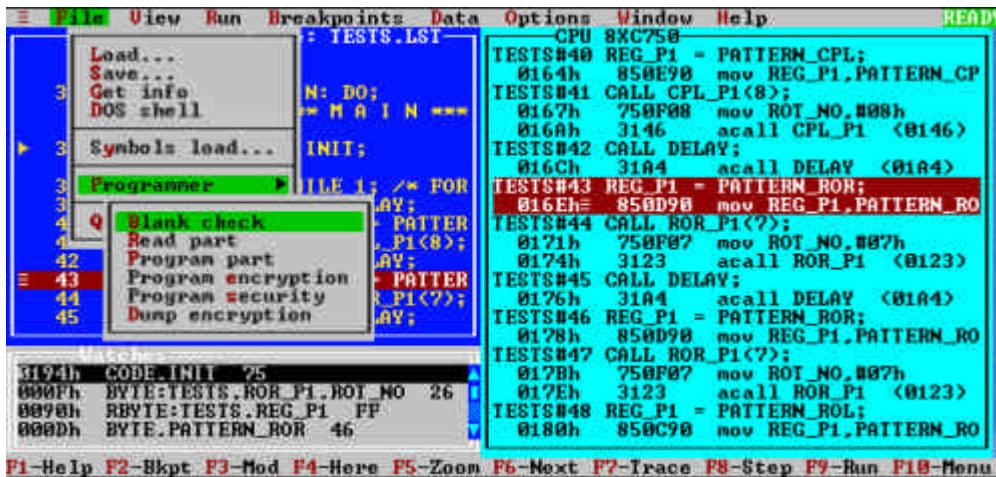 ≡ File View Run Breakpoints Data Options Window Help READY
: TESTS.LST
Load...
Save...
3 Get info N: DO;
DOS shell ** M A I N ***
► 3 Symbols load... INIT;
3 Programmer ► ILE 1; /* FOR
3 AY;
4 Q Blank check PATTER
4 Read part _P1(8);
42 Program part AY;
≡ 43 Program encryption PATTER
44 Program security R_P1(7);
45 Dump encryption AY;
Watches
0194h CODE.INIT 75
000Fh BYTE:TESTS.ROR_P1.ROT_NO 26
0090h RBYTE:TESTS.REG_P1 FF
000Dh BYTE.PATTERN_ROR 46
CPU 8XC750
TESTS#40 REG_P1 = PATTERN_CPL;
0164h 850E90 mov REG_P1,PATTERN_CP
TESTS#41 CALL CPL_P1(8);
0167h 750F08 mov ROT_NO,#08h
016Ah 3146 acall CPL_P1 (0146)
TESTS#42 CALL DELAY;
016Ch 31A4 acall DELAY (01A4)
TESTS#43 REG_P1 = PATTERN_ROR;
016Eh≡ 850D90 mov REG_P1,PATTERN_RO
TESTS#44 CALL ROR_P1(7);
0171h 750F07 mov ROT_NO,#07h
0174h 3123 acall ROR_P1 (0123)
TESTS#45 CALL DELAY;
0176h 31A4 acall DELAY (01A4)
TESTS#46 REG_P1 = PATTERN_ROR;
0178h 850D90 mov REG_P1,PATTERN_RO
TESTS#47 CALL ROR_P1(7);
017Bh 750F07 mov ROT_NO,#07h
017Eh 3123 acall ROR_P1 (0123)
TESTS#48 REG_P1 = PATTERN_ROL;
0180h 850C90 mov REG_P1,PATTERN_RO
F1-Help F2-Bkpt F3-Mod F4-Here F5-Zoom F6-Next F7-Trace F8-Step F9-Run F10-Menu